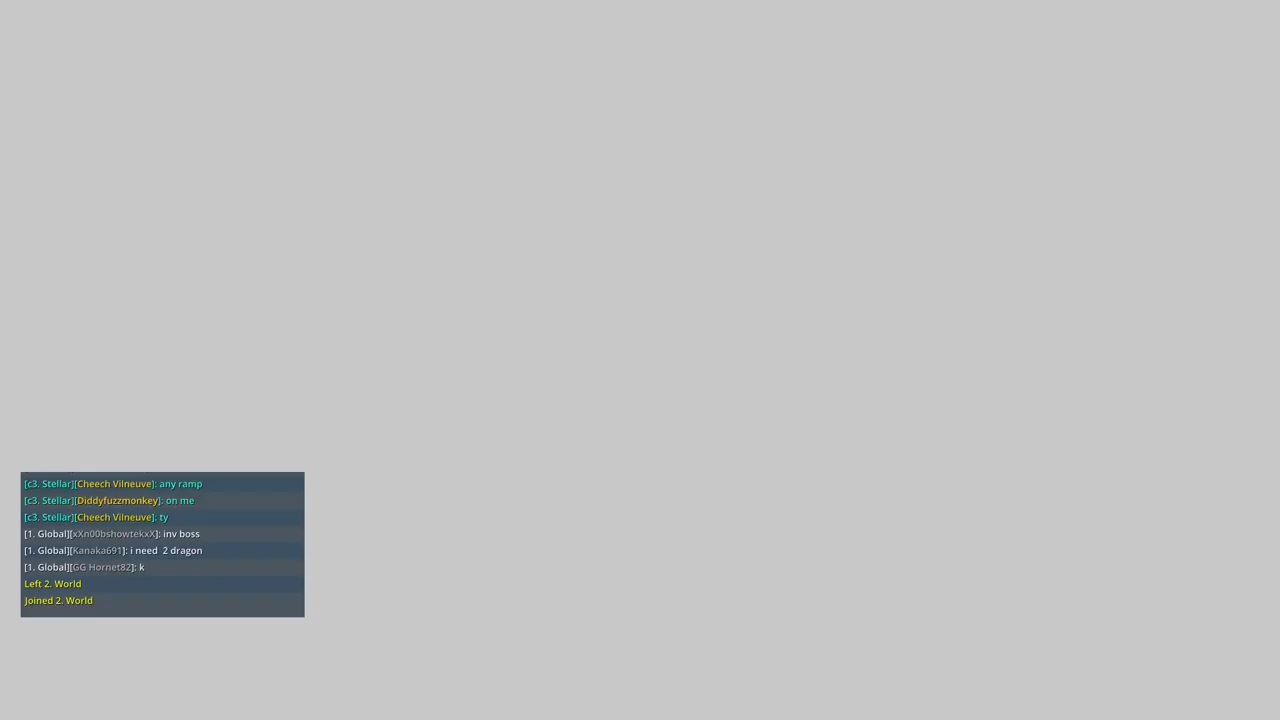 [c3. Stellar][Cheech Vilneuve]: any ramp
[c3. Stellar][Diddyfuzzmonkey]: on me
[c3. Stellar][Cheech Vilneuve]: ty
[1. Global][xXn00bshowtekxX]: inv boss
[1. Global][Kanaka691]: i need  2 dragon
[1. Global][GG Hornet82]: k
Left 2. World
Joined 2. World